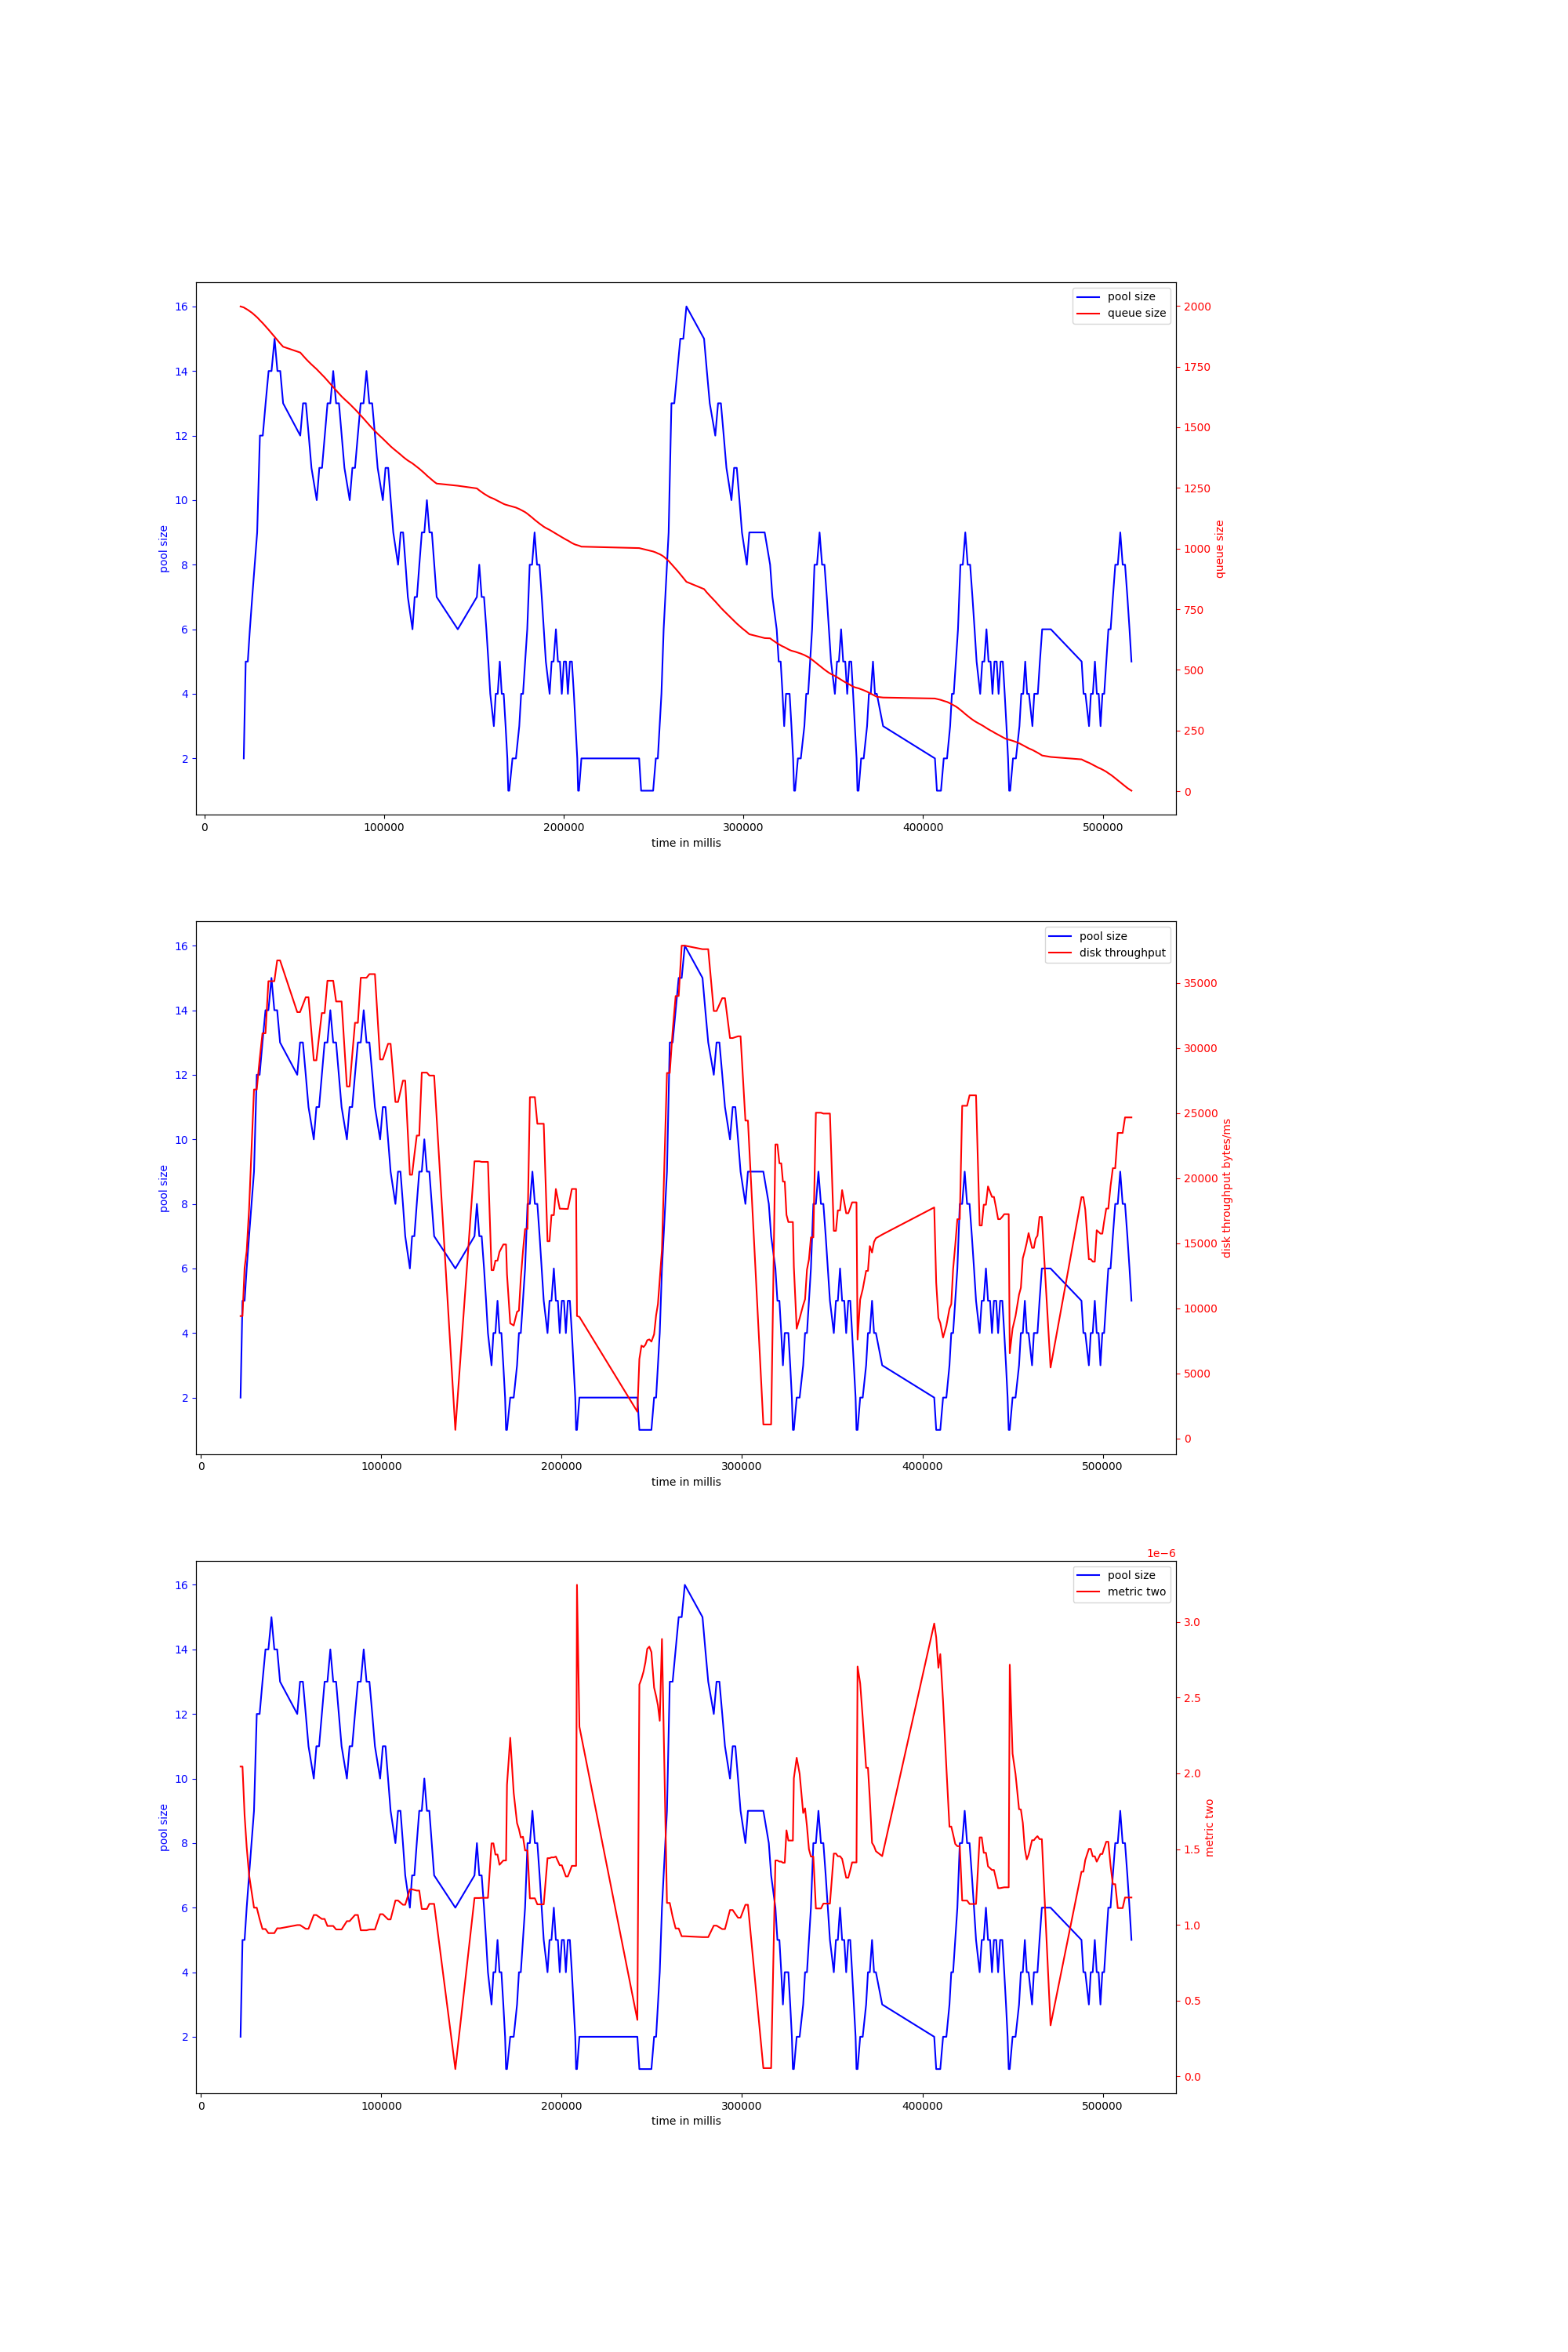 pool size
queue size
16
14
12
10
8
6
4
2
pool size
2000
1750
1500
1250
1000
750
500
250
0
queue size
0 100000 200000 300000 400000 500000
time in millis
pool size
disk throughput
16
14
12
10
8
6
4
2
pool size
35000
30000
25000
20000
15000
10000
5000
0
disk throughput bytes/ms
0 100000 200000 300000 400000 500000
time in millis
1e−6
pool size
metric two
16
14
12
10
8
6
4
2
pool size
3.0
2.5
2.0
1.5
1.0
0.5
0.0
metric two
0 100000 200000 300000 400000 500000
time in millis